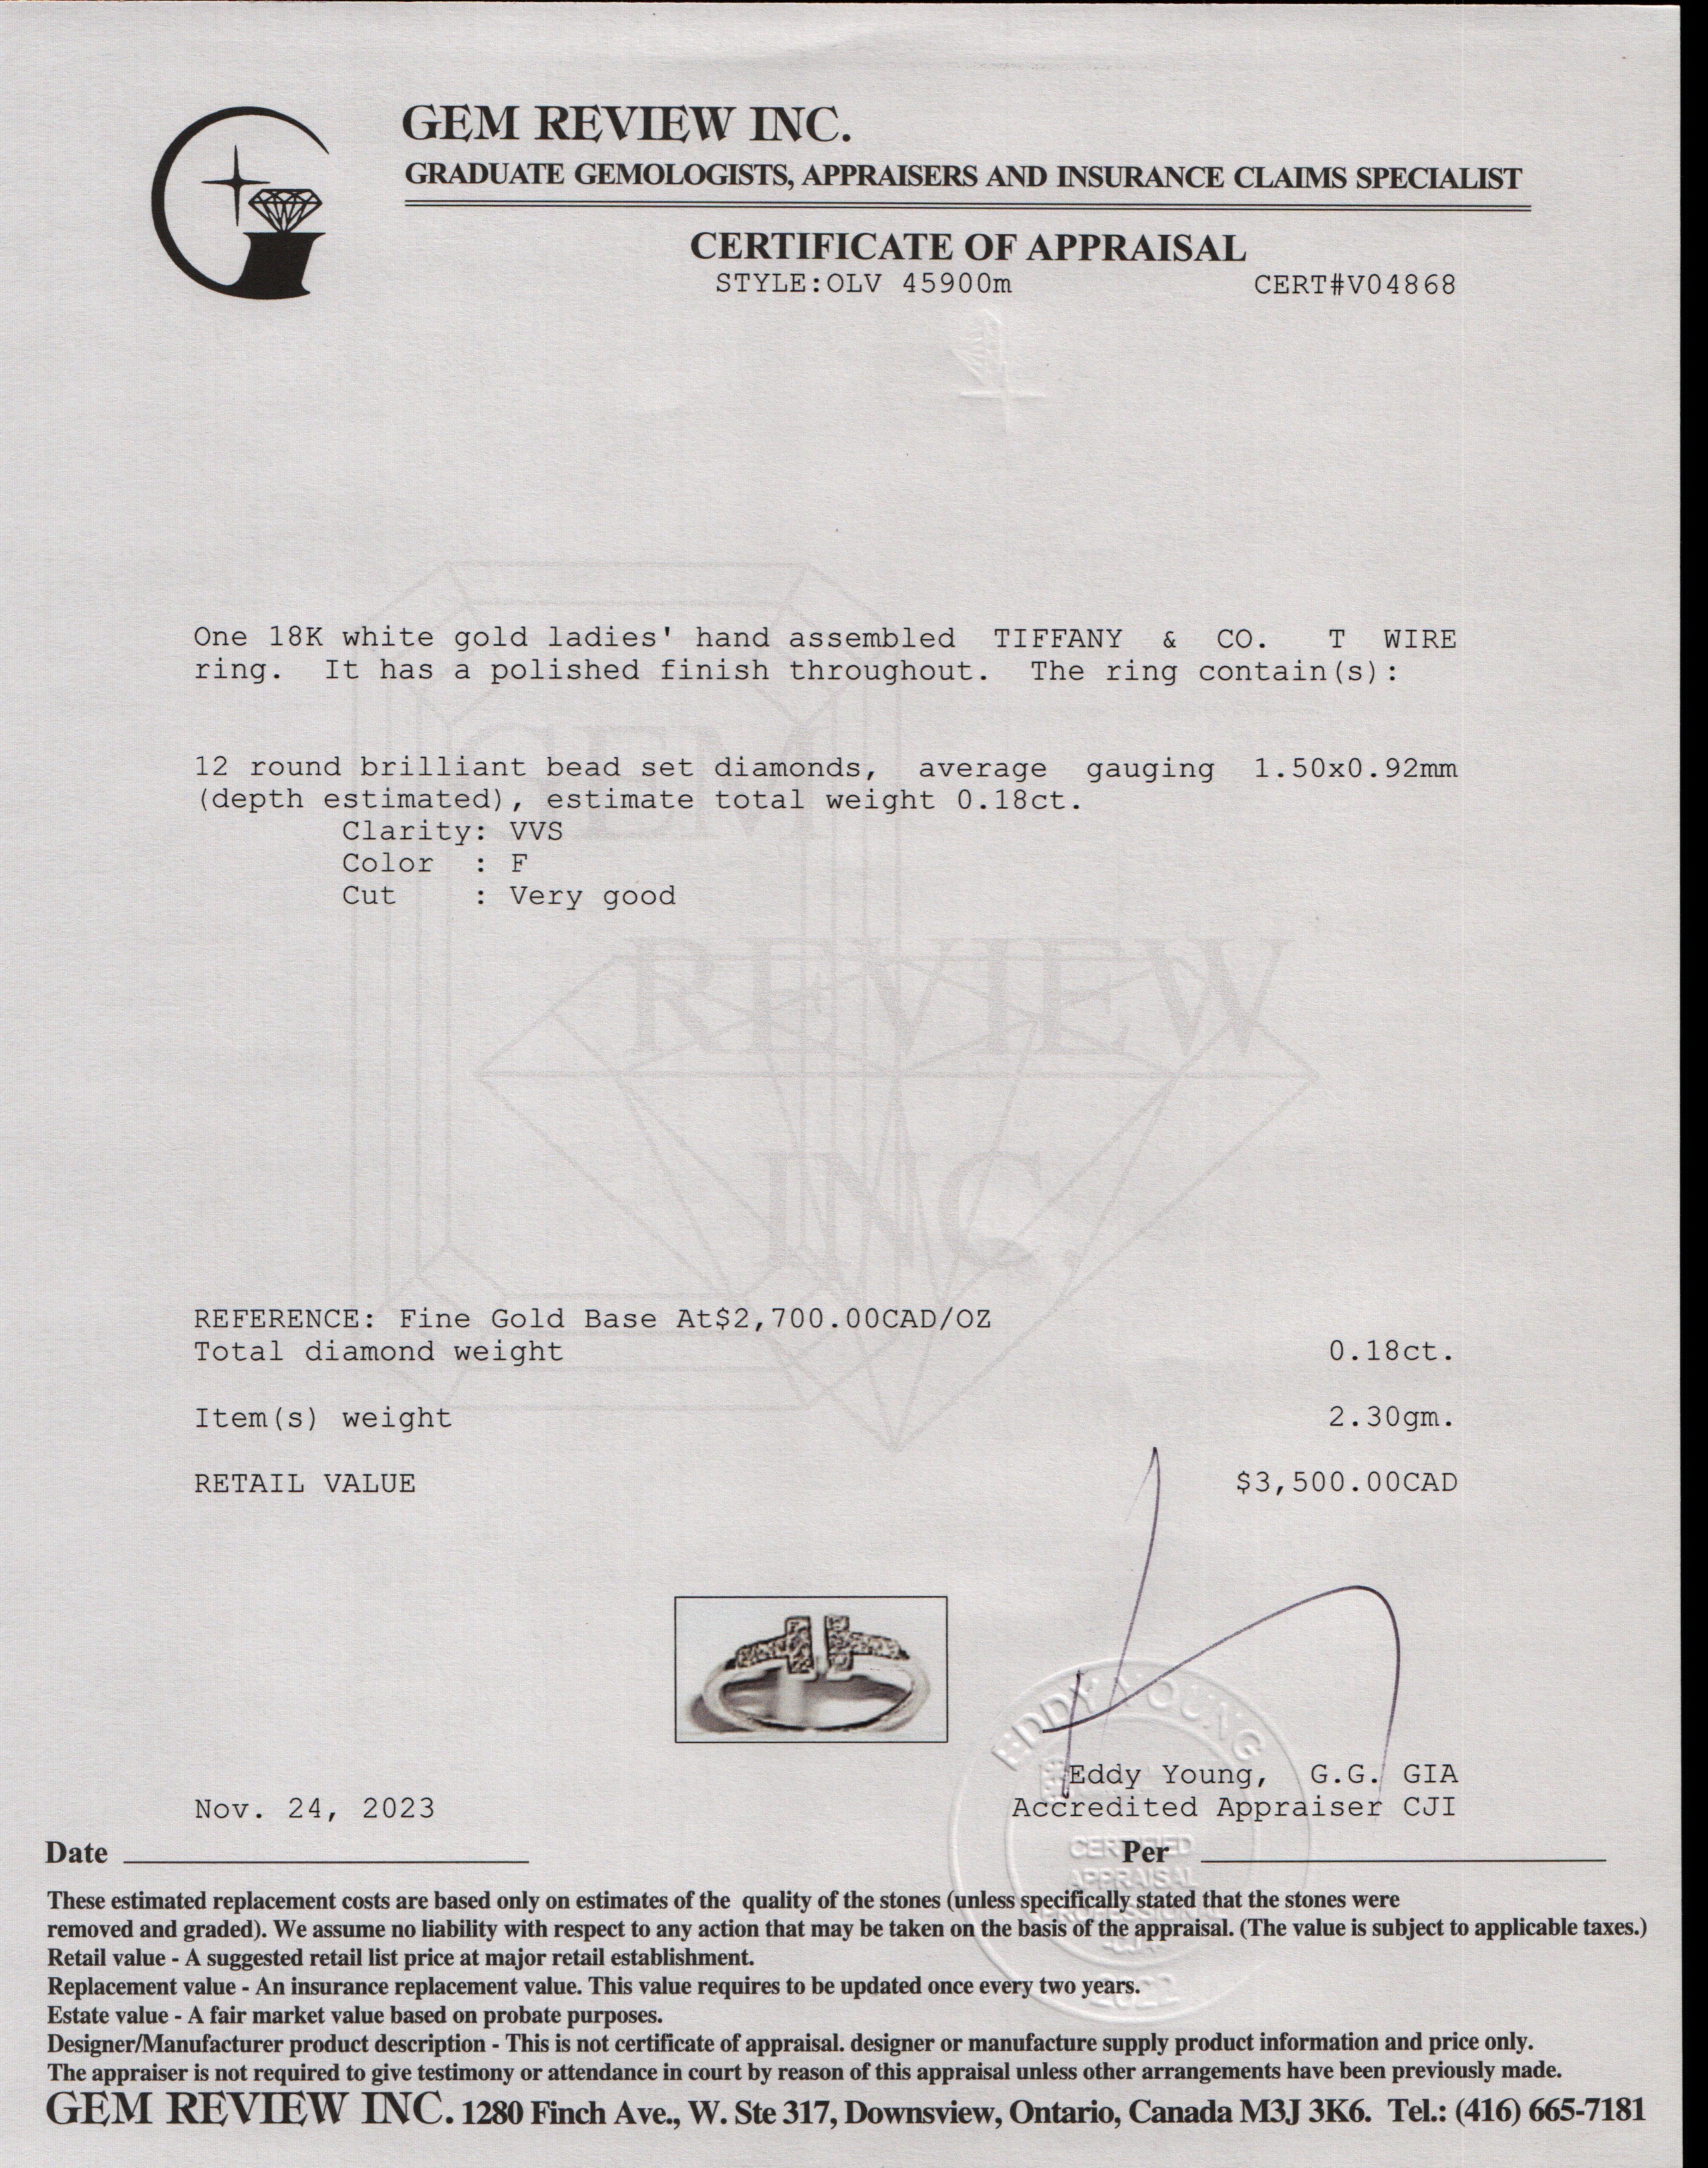 GEM REVIEW INC.
GRADUATE GEMOLOGISTS, APPRAISERS AND INSURANCE CLAIMS SPECIALIST
CERTIFICATE OF APPRAISAL
STYLE:OLV 45900m CERT#V04868
One 18K white gold ladies' hand assembled TIFFANY & CO. T WIRE
ring. It has a polished finish throughout. The ring contain(s):
12 round brilliant bead set diamonds, average gauging 1.50x0.92mm
(depth estimated), estimate total weight 0.18ct.
Clarity: VVS
Color : F
Cut : Very good
GEM
REVIEW
INC.
REFERENCE: Fine Gold Base At$2,700.00CAD/OZ
Total diamond weight 0.18ct.
Item(s) weight 2.30gm.
RETAIL VALUE $3,500.00CAD
EDDY YOUNG
Eddy Young, G.G. GIA
Nov. 24, 2023 Accredited Appraiser CJI
CERTIFIED
Date Per
APPRAISAL
These estimated replacement costs are based only on estimates of the quality of the stones (unless specifically stated that the stones were
removed and graded). We assume no liability with respect to any action that may be taken on the basis of the appraisal. (The value is subject to applicable taxes.)
Retail value - A suggested retail list price at major retail establishment.
Replacement value - An insurance replacement value. This value requires to be updated once every two years.
Estate value - A fair market value based on probate purposes.
Designer/Manufacturer product description - This is not certificate of appraisal. designer or manufacture supply product information and price only.
The appraiser is not required to give testimony or attendance in court by reason of this appraisal unless other arrangements have been previously made.
GEM REVIEW INC. 1280 Finch Ave., W. Ste 317, Downsview, Ontario, Canada M3J 3K6. Tel.: (416) 665-7181